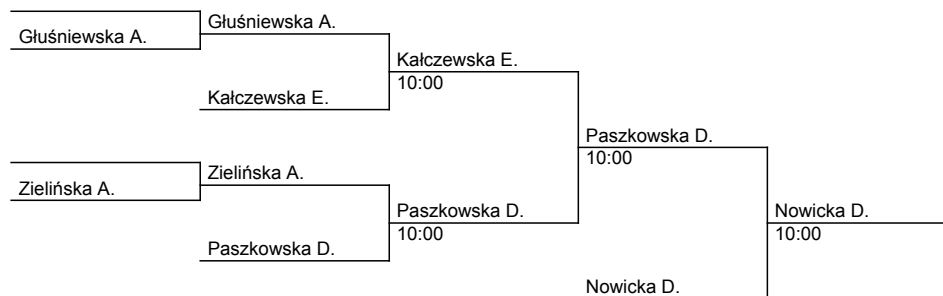 Głuśniewska A.
Głuśniewska A.
Kałczewska E.
10:00
Kałczewska E.
Paszkowska D.
10:00
Zielińska A.
Zielińska A.
Paszkowska D.
10:00
Nowicka D.
10:00
Paszkowska D.
Nowicka D.